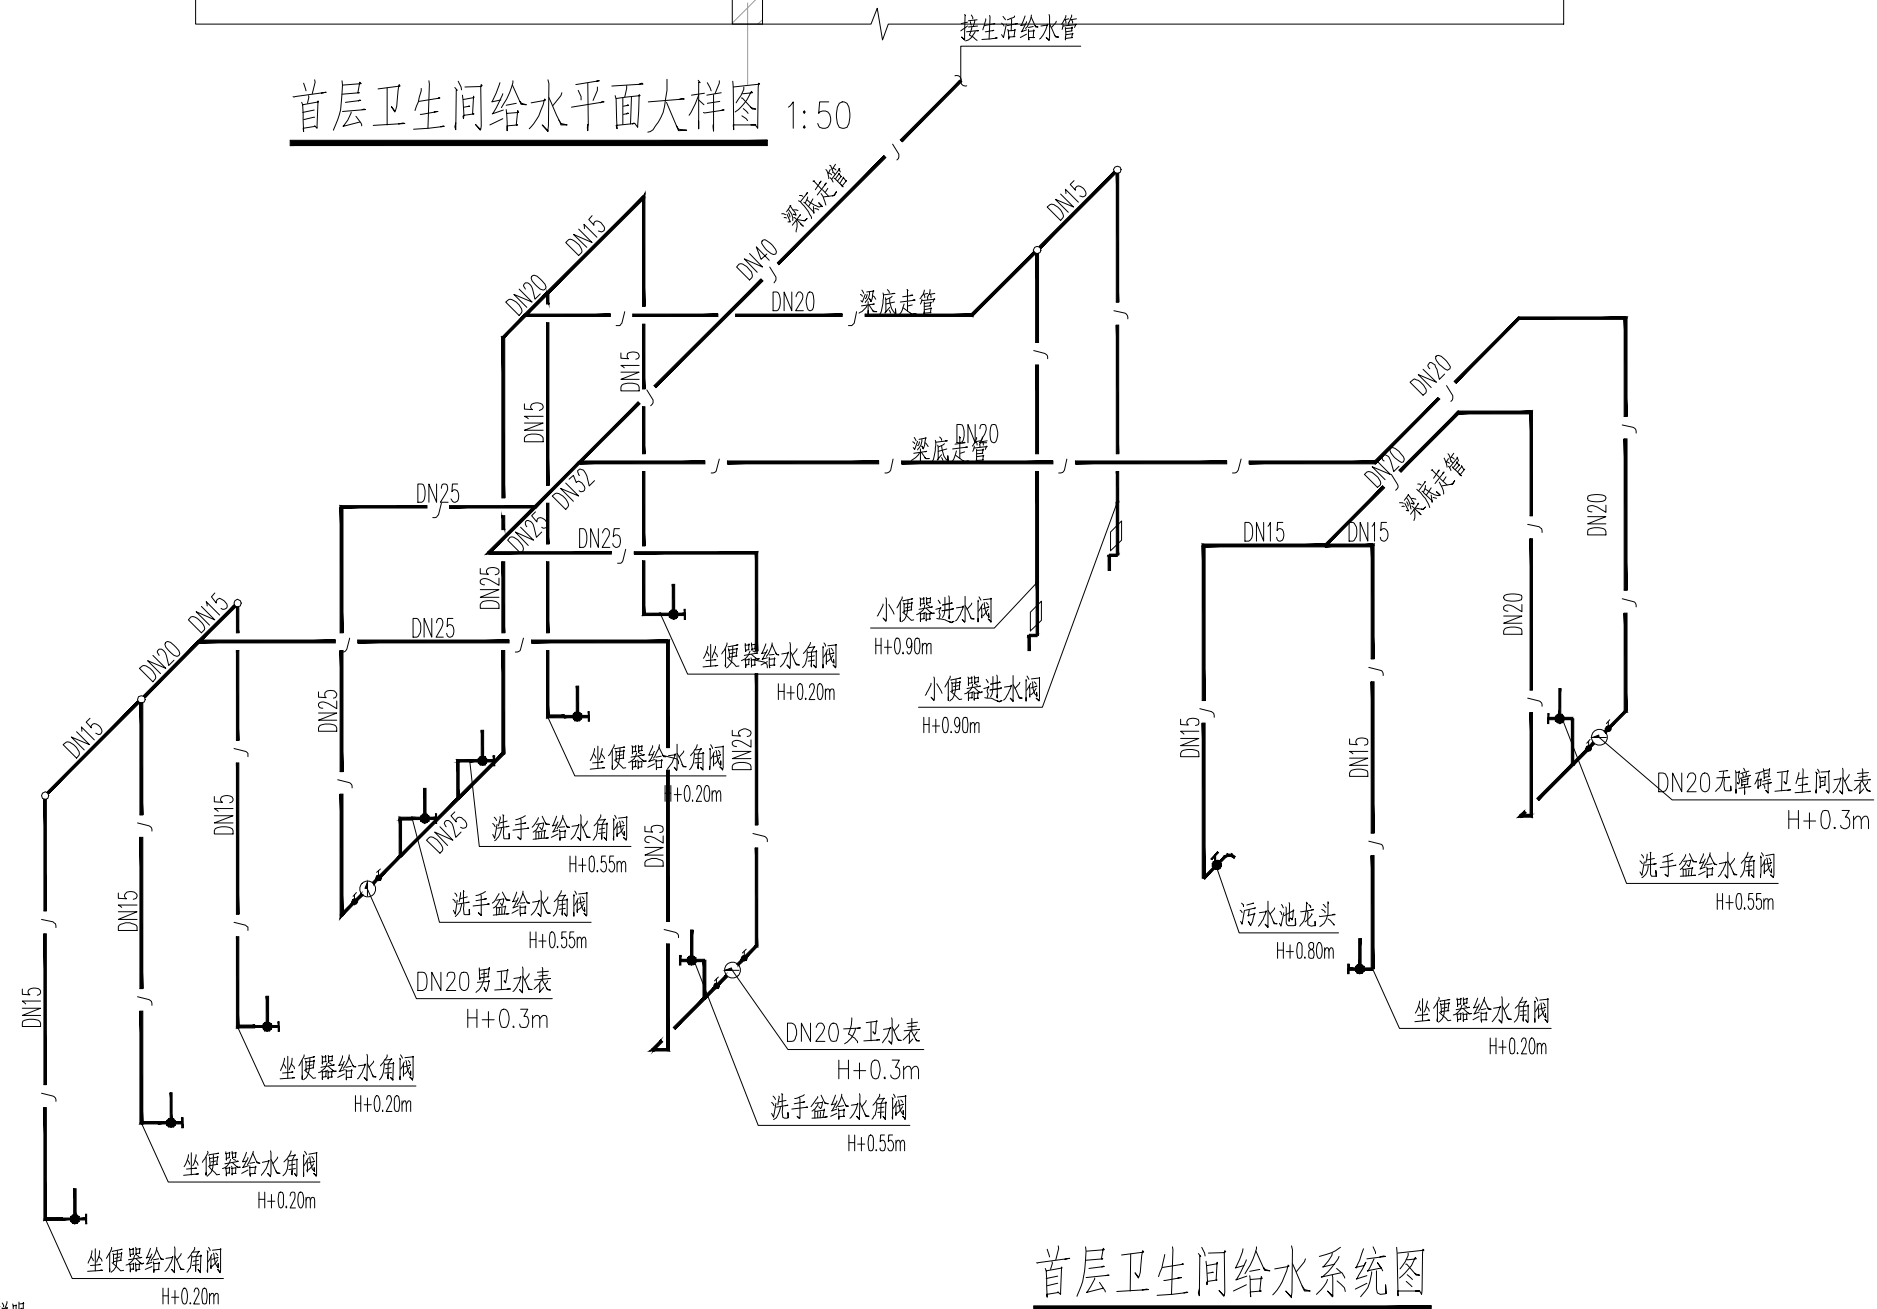 接生活给水管
首层卫生间给水平面大样图 1:50
梁底走管
DN15
DN15
DN40
DN20
DN20 梁底走管
DN15
DN20
DN15
DN20
梁底走管
DN20
梁底走管
DN25
DN32
DN25
DN25
DN15
DN15
DN20
DN25
DN15
DN25
DN20
小便器进水阀
H+0.90m
坐便器给水角阀
H+0.20m
小便器进水阀
H+0.90m
DN20
DN25
DN15
DN25
DN15
DN15
坐便器给水角阀
H+0.20m
DN20无障碍卫生间水表
H+0.3m
DN15
DN25
DN25
洗手盆给水角阀
H+0.55m
洗手盆给水角阀
H+0.55m
DN15
洗手盆给水角阀
H+0.55m
污水池龙头
H+0.80m
DN15
DN20男卫水表
H+0.3m
坐便器给水角阀
H+0.20m
DN20女卫水表
H+0.3m
坐便器给水角阀
H+0.20m
洗手盆给水角阀
H+0.55m
坐便器给水角阀
H+0.20m
坐便器给水角阀
H+0.20m
首层卫生间给水系统图